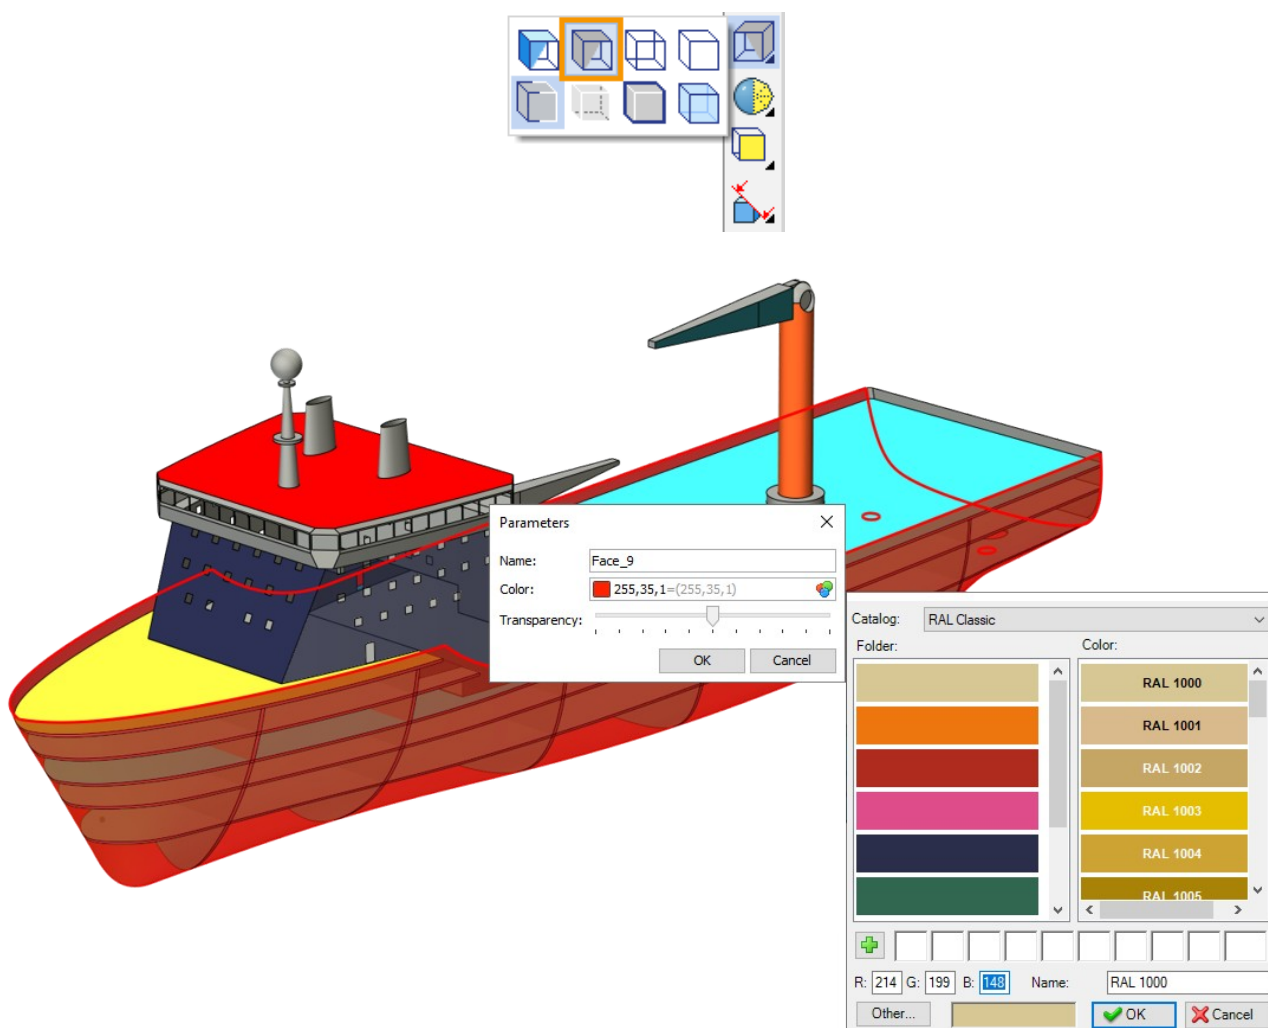 Parameters
Name:
Face_9
Color:
255,35,1=(255,35,1)
Transparency:
OK
Cancel
Catalog:
RAL Classic
Folder:
Color:
RAL 1000
RAL 1001
RAL 1002
RAL 1003
RAL 1004
RAL 1005
R: 214 G: 199 B: 148 Name: RAL 1000
Other...
OK
Cancel